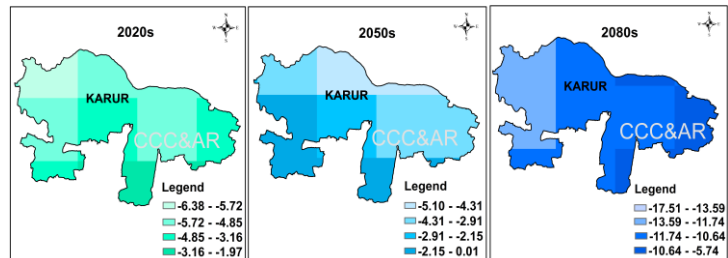 2020s
KARUR
CCC&AR
Legend
-6.38 - -5.72
-5.72 - -4.85
-4.85 - -3.16
-3.16 - -1.97
2050s
KARUR
CCC&AR
Legend
-5.10 - -4.31
-4.31 - -2.91
-2.91 - -2.15
-2.15 - 0.01
2080s
KARUR
CCC&AR
Legend
-17.51 - -13.59
-13.59 - -11.74
-11.74 - -10.64
-10.64 - -5.74